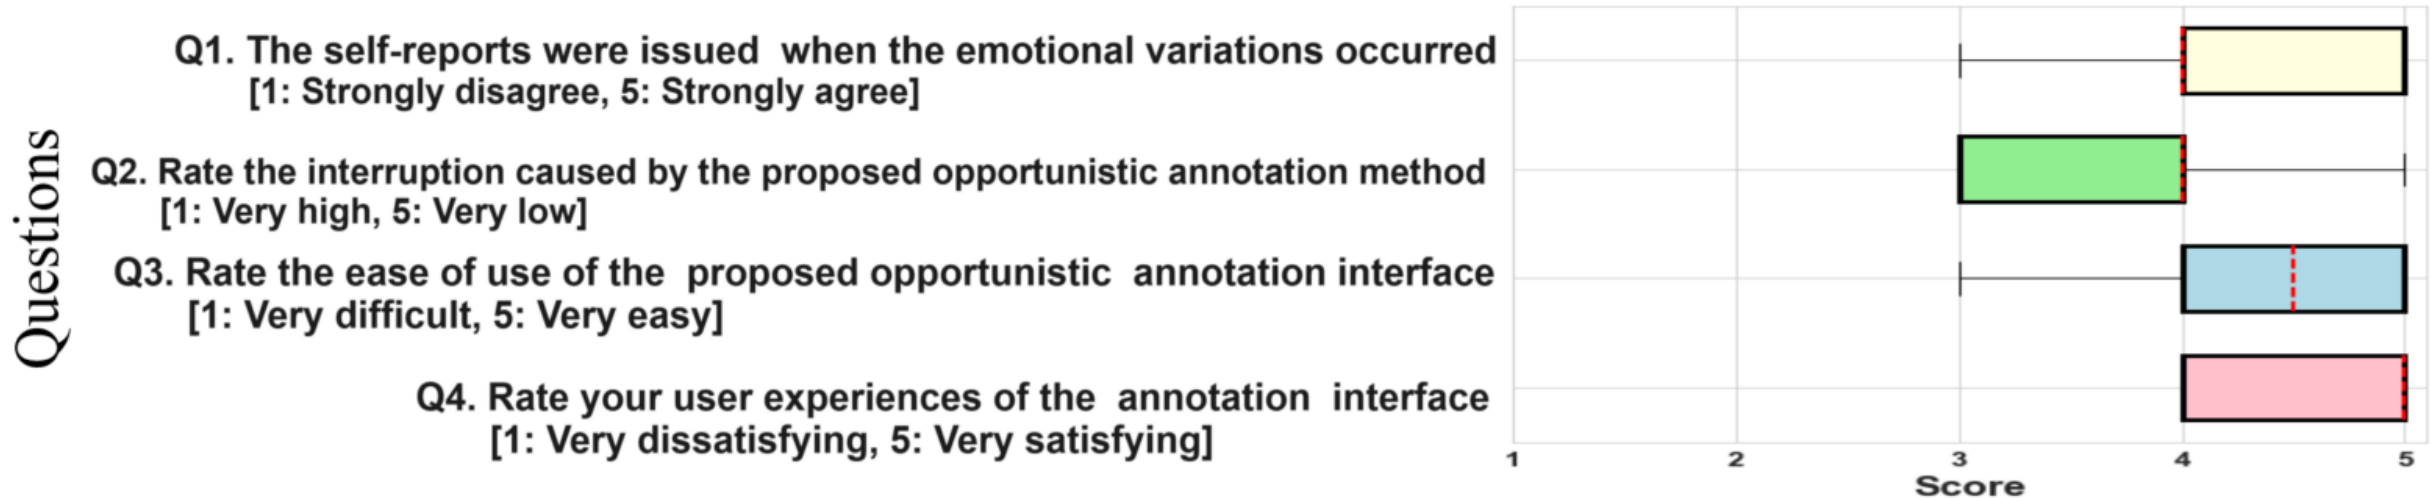 Questions
Q1. The self-reports were issued when the emotional variations occurred
[1: Strongly disagree, 5: Strongly agree]
Q2. Rate the interruption caused by the proposed opportunistic annotation method
[1: Very high, 5: Very low]
Q3. Rate the ease of use of the proposed opportunistic annotation interface
[1: Very difficult, 5: Very easy]
Q4. Rate your user experiences of the annotation interface
[1: Very dissatisfying, 5: Very satisfying]
1 2 3 4 5
Score